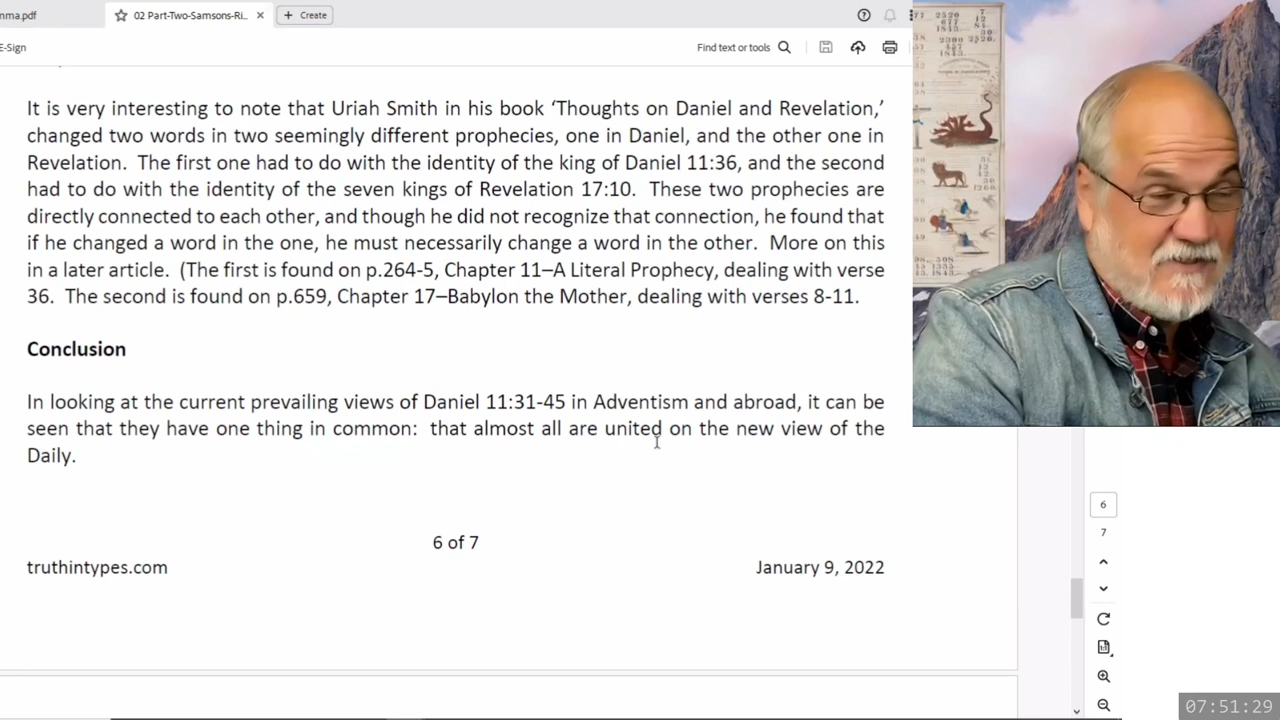 mma.pdf
02 Part-Two-Samsons-Ri...
Create
E-Sign
Find text or tools
It is very interesting to note that Uriah Smith in his book ‘Thoughts on Daniel and Revelation,’
changed two words in two seemingly different prophecies, one in Daniel, and the other one in
Revelation. The first one had to do with the identity of the king of Daniel 11:36, and the second
had to do with the identity of the seven kings of Revelation 17:10. These two prophecies are
directly connected to each other, and though he did not recognize that connection, he found that
if he changed a word in the one, he must necessarily change a word in the other. More on this
in a later article. (The first is found on p.264-5, Chapter 11–A Literal Prophecy, dealing with verse
36. The second is found on p.659, Chapter 17–Babylon the Mother, dealing with verses 8-11.
Conclusion
In looking at the current prevailing views of Daniel 11:31-45 in Adventism and abroad, it can be
seen that they have one thing in common: that almost all are united on the new view of the
Daily.
6 of 7
truthintypes.com
January 9, 2022
6
7
2520
677
1843
2300
457
1843
07:51:29